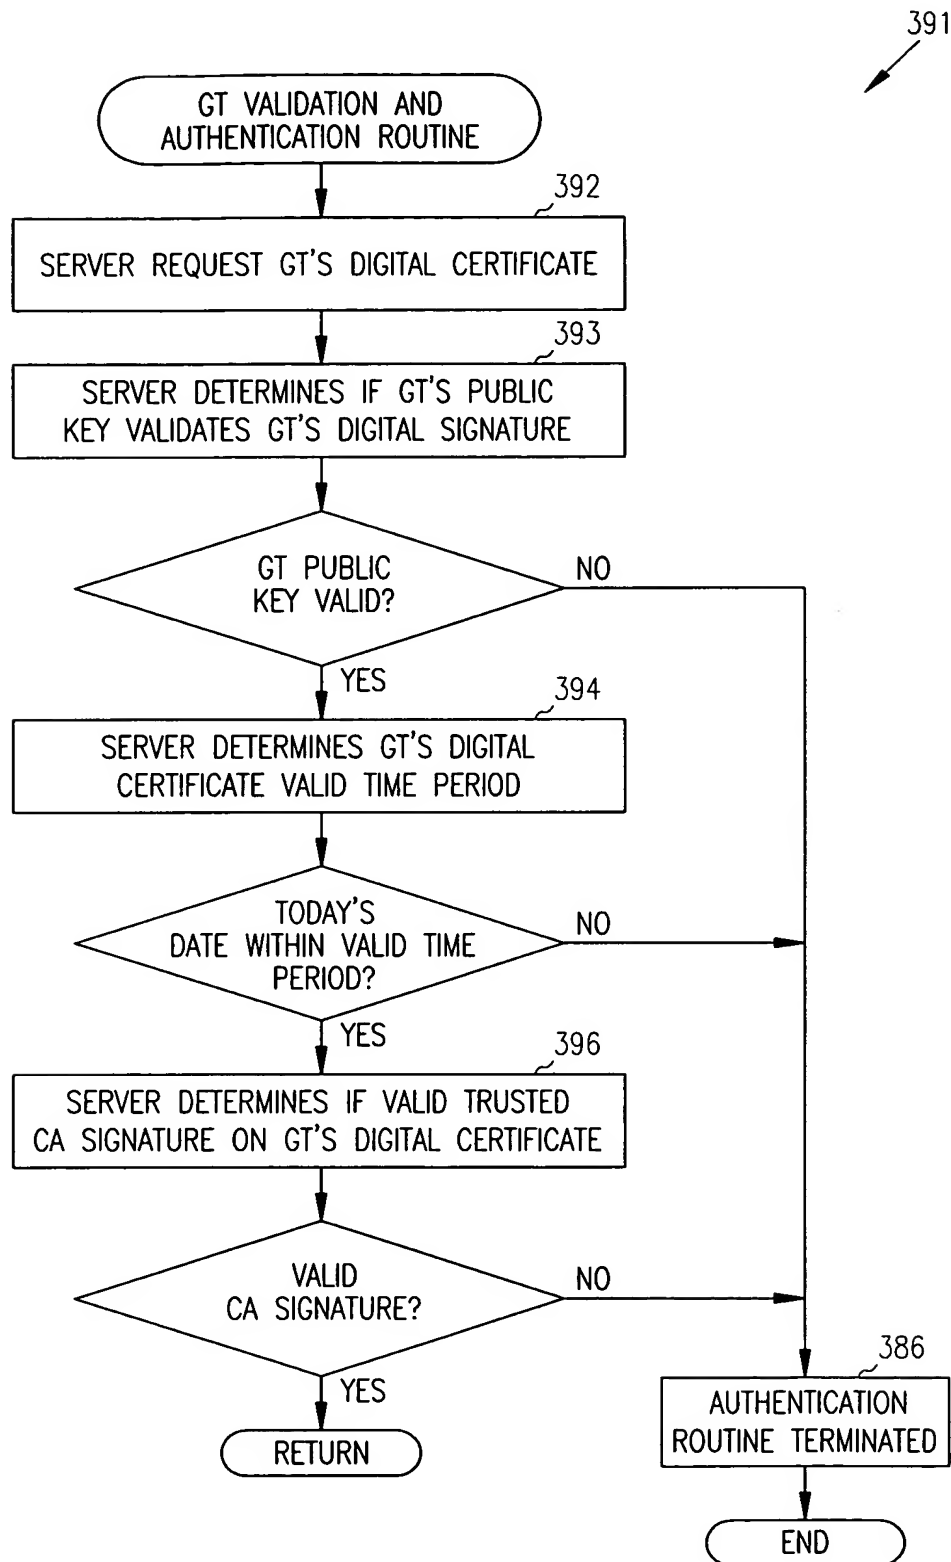 391
GT VALIDATION AND
AUTHENTICATION ROUTINE
392
SERVER REQUEST GT'S DIGITAL CERTIFICATE
393
SERVER DETERMINES IF GT'S PUBLIC
KEY VALIDATES GT'S DIGITAL SIGNATURE
GT PUBLIC
KEY VALID?
NO
YES
394
SERVER DETERMINES GT'S DIGITAL
CERTIFICATE VALID TIME PERIOD
TODAY'S
DATE WITHIN VALID TIME
PERIOD?
NO
YES
396
SERVER DETERMINES IF VALID TRUSTED
CA SIGNATURE ON GT'S DIGITAL CERTIFICATE
VALID
CA SIGNATURE?
NO
YES
RETURN
386
AUTHENTICATION
ROUTINE TERMINATED
END